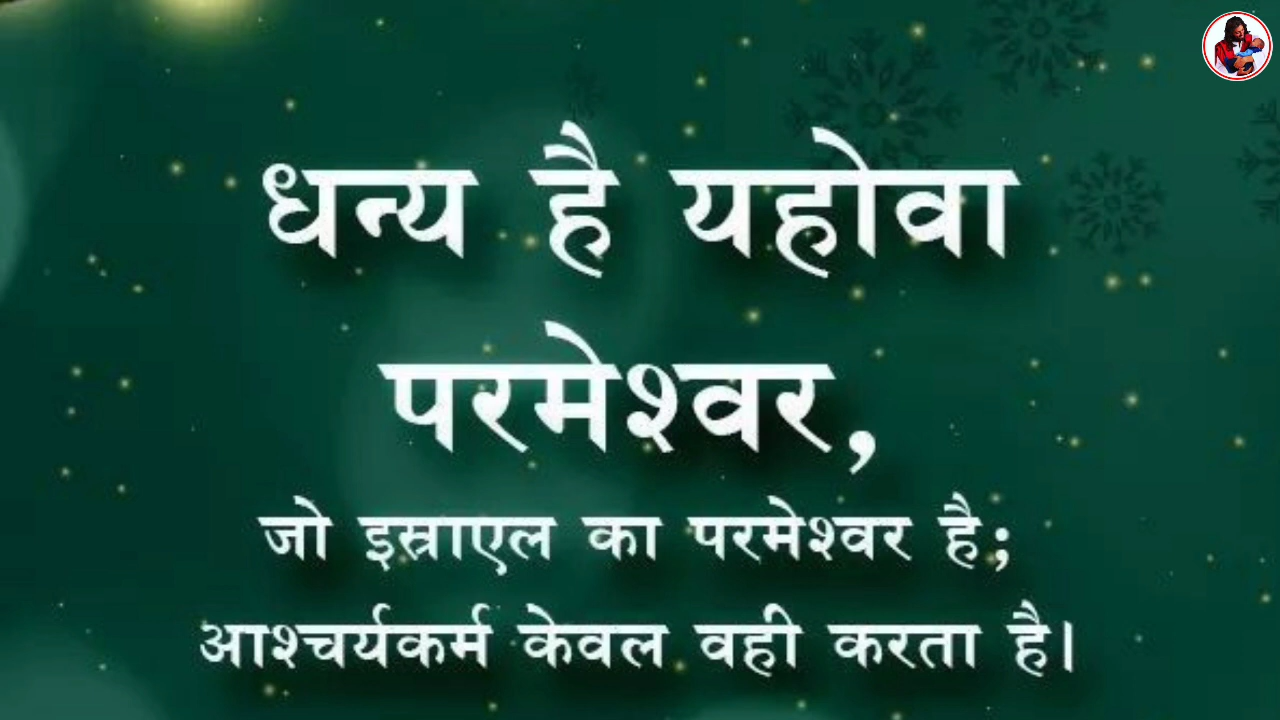 धन्य है यहोवा
परमेश्वर,
जो इस्राएल का परमेश्वर है;
आश्चर्यकर्म केवल वही करता है।